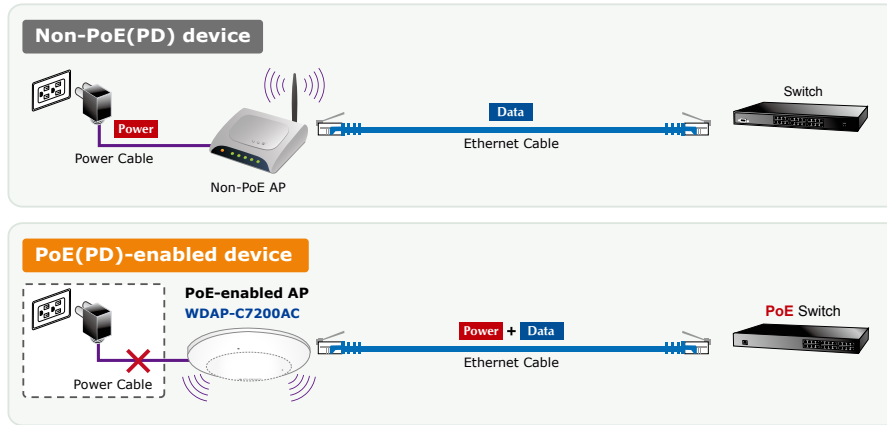 Non-PoE(PD) device
Power
Power Cable
Non-PoE AP
Data
Ethernet Cable
Switch
PoE(PD)-enabled device
PoE-enabled AP
WDAP-C7200AC
Power Cable
Power + Data
Ethernet Cable
PoE Switch